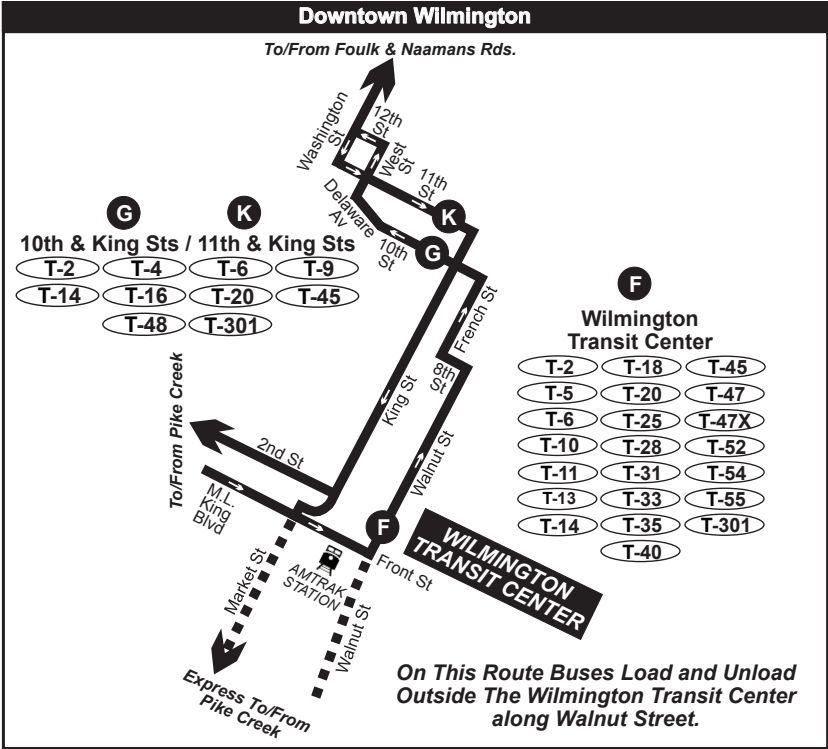 Downtown Wilmington
To/From Foulk & Naamans Rds.
Washington
St
12th
St
West
St
11th
St
K
Delaware
Av
10th
St
G
G K
10th & King Sts / 11th & King Sts
T-2 T-4 T-6 T-9
T-14 T-16 T-20 T-45
T-48 T-301
French St
8th
St
King St
Walnut St
F
Wilmington
Transit Center
T-2 T-18 T-45
T-5 T-20 T-47
T-6 T-25 T-47X
T-10 T-28 T-52
T-11 T-31 T-54
T-13 T-33 T-55
T-14 T-35 T-301
T-40
To/From Pike Creek
2nd St
M.L.
King
Blvd
F
Front St
WILMINGTON
TRANSIT CENTER
AMTRAK
STATION
Market St
Walnut St
Express To/From
Pike Creek
On This Route Buses Load and Unload
Outside The Wilmington Transit Center
along Walnut Street.